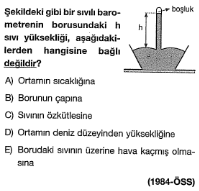 Şekildeki gibi bir sıvılı baro-
metrenin borusundaki h
sıvı yüksekliği, aşağıdaki-
lerden hangisine bağlı
değildir?
boşluk
h
A) Ortamın sıcaklığına
B) Borunun çapına
C) Sıvının özkütlesine
D) Ortamın deniz düzeyinden yüksekliğine
E) Borudaki sıvının üzerine hava kaçmış olma-
sına
(1984-ÖSS)